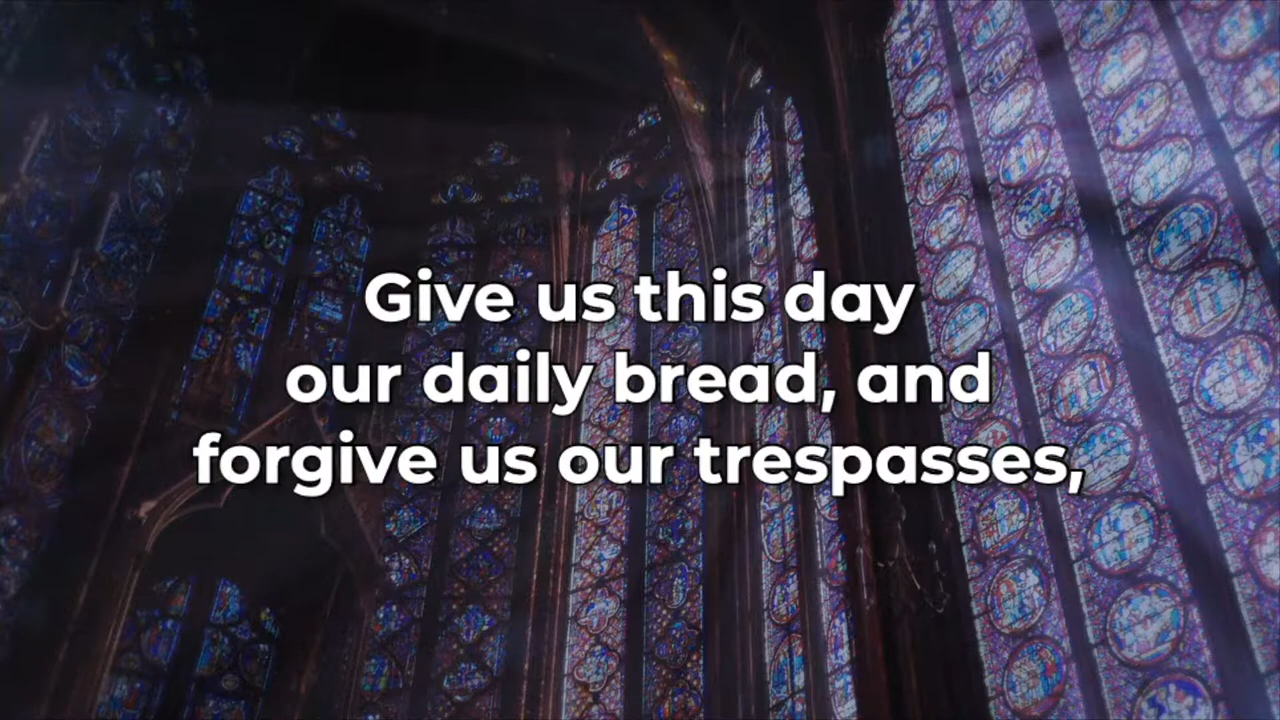 Give us this day
our daily bread, and
forgive us our trespasses,